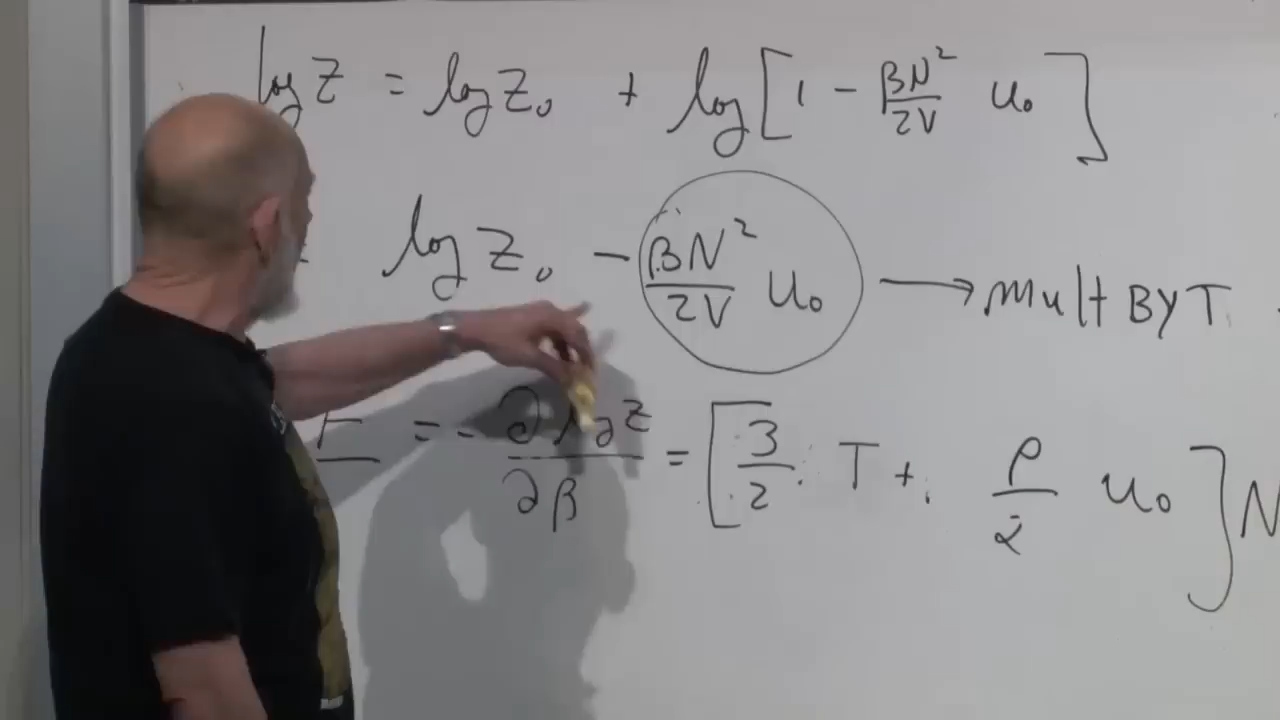 log Z = log Z₀ + log [ 1 - βN²/2V u₀ ]
log Z₀ - βN²/2V u₀ → mult BY T
E = - ∂ log Z / ∂β = [ 3/2 T + ρ/2 u₀ ] N